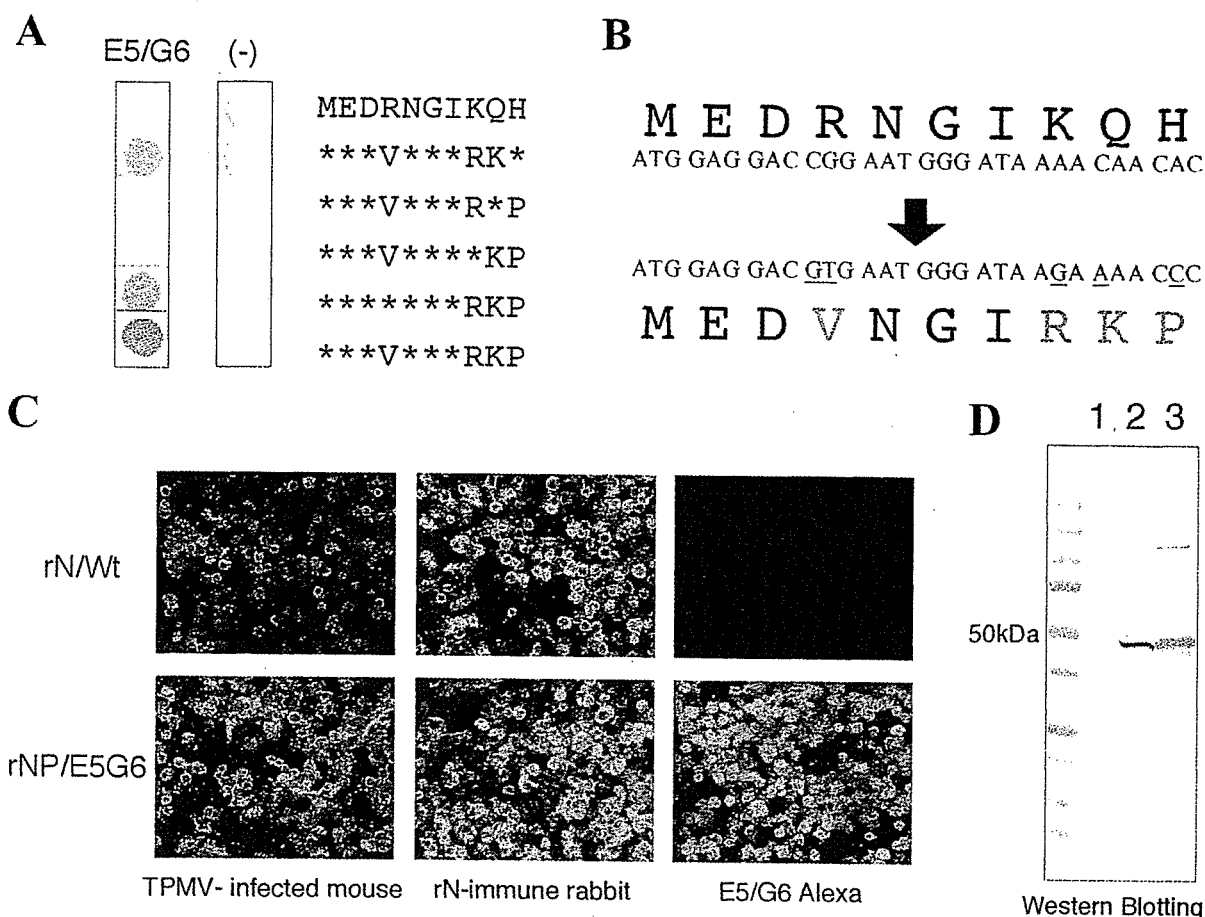 A
E5/G6 (-)
MEDRNGIKQH
***V***RK*
***V***R*P
***V****KP
*******RKP
***V***RKP
B
M E D R N G I K Q H
ATG GAG GAC CGG AAT GGG ATA AAA CAA CAC
ATG GAG GAC GTG AAT GGG ATA AGA AAA CCC
M E D V N G I R K P
C
rN/Wt
rNP/E5G6
TPMV- infected mouse
rN-immune rabbit
E5/G6 Alexa
D
1 2 3
50kDa
Western Blotting